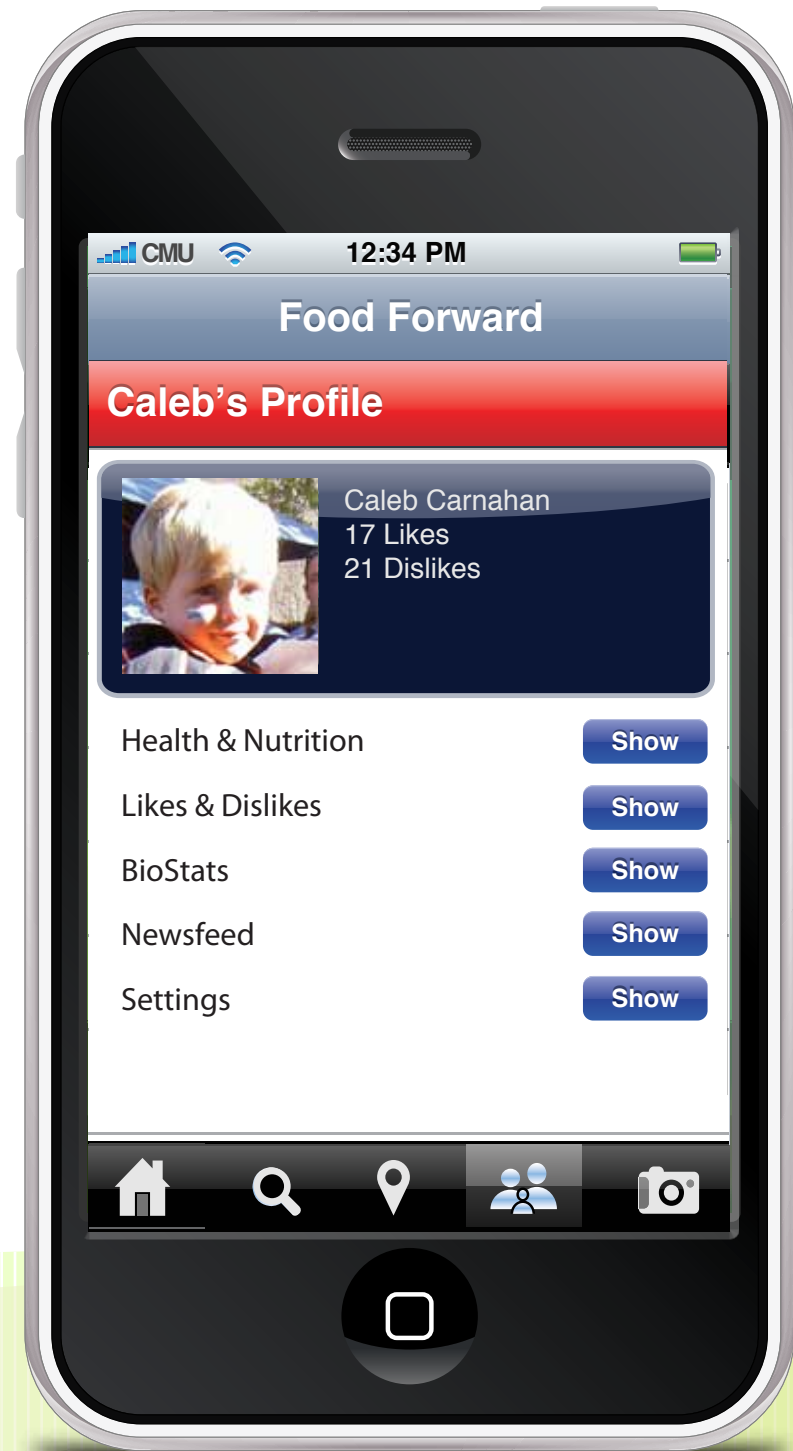 CMU 12:34 PM
Food Forward
Caleb's Profile
Caleb Carnahan
17 Likes
21 Dislikes
Health & Nutrition Show
Likes & Dislikes Show
BioStats Show
Newsfeed Show
Settings Show